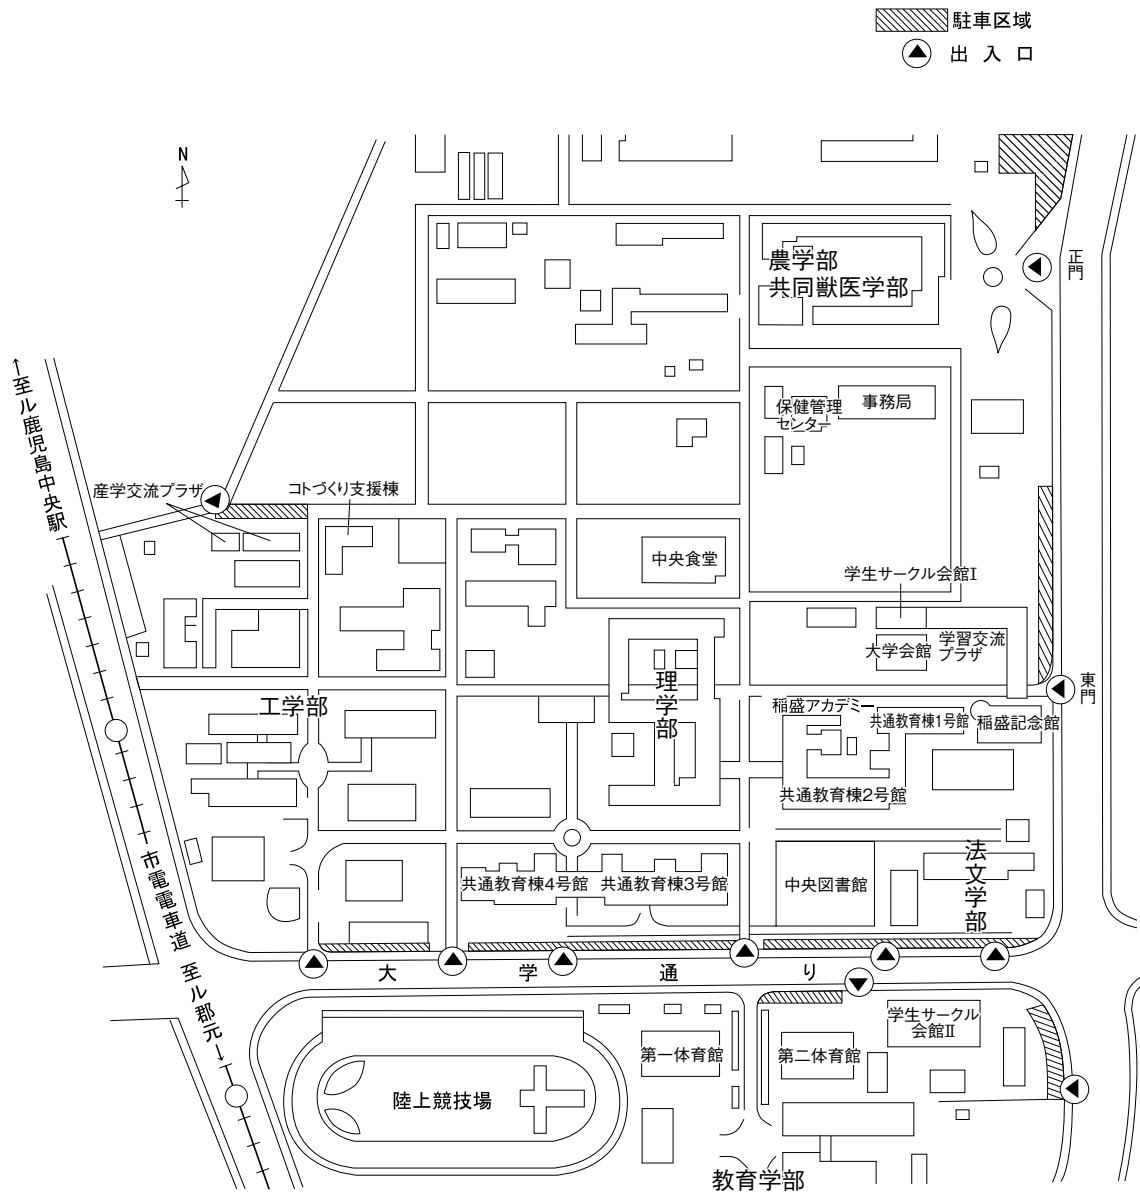 駐車区域
出入口
N
正門
農学部
共同獣医学部
←至ル鹿児島中央駅
保健管理
センター
事務局
産学交流プラザ
コトづくり支援棟
中央食堂
学生サークル会館Ⅰ
大学会館
学習交流
プラザ
東門
工学部
理学部
稲盛アカデミー
共通教育棟1号館
稲盛記念館
共通教育棟2号館
市電電車道
法文学部
共通教育棟4号館
共通教育棟3号館
中央図書館
大学通り
至ル郡元→
学生サークル
会館Ⅱ
第一体育館
第二体育館
陸上競技場
教育学部